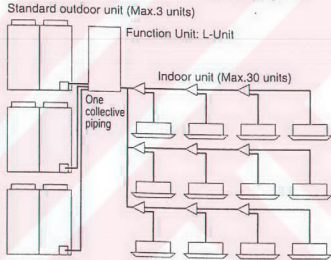 Standard outdoor unit (Max.3 units)
Function Unit: L-Unit
Indoor unit (Max.30 units)
One
collective
piping